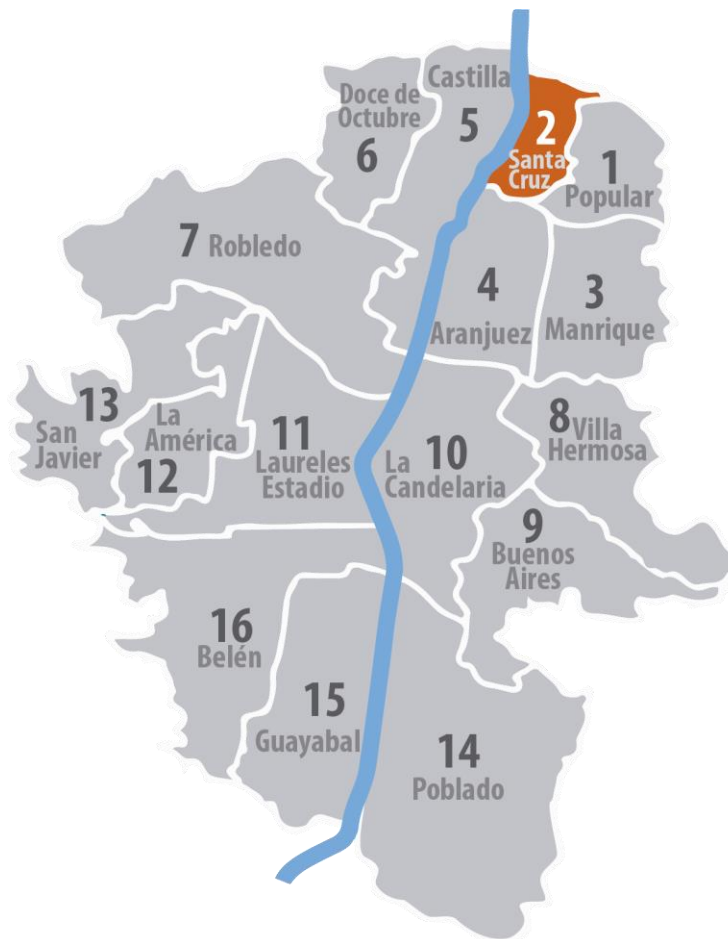 Castilla
5
Doce de
Octubre
6
2
Santa
Cruz
1
Popular
7 Robledo
4
Aranjuez
3
Manrique
13
San
Javier
La
América
12
11
Laureles
Estadio
10
La
Candelaria
8 Villa
Hermosa
9
Buenos
Aires
16
Belén
15
Guayabal
14
Poblado